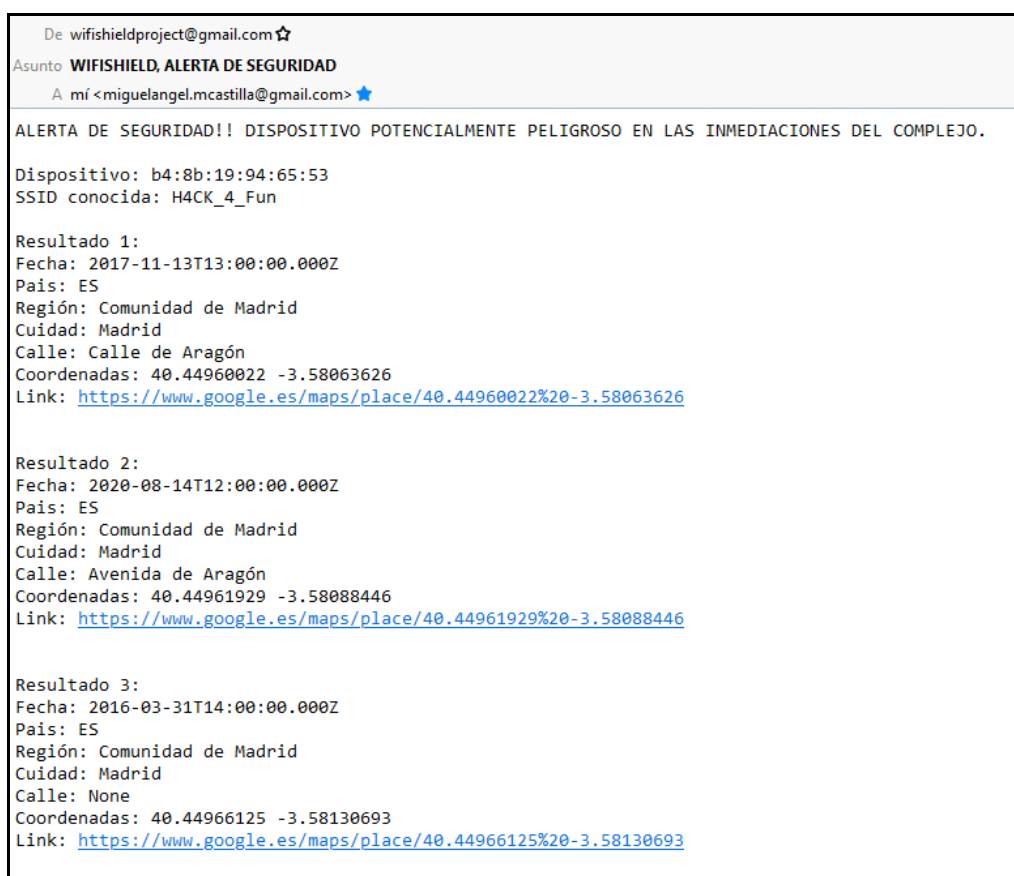 De wifishieldproject@gmail.com
Asunto WIFISHIELD, ALERTA DE SEGURIDAD
A mí <miguelangel.mcastilla@gmail.com>
ALERTA DE SEGURIDAD!! DISPOSITIVO POTENCIALMENTE PELIGROSO EN LAS INMEDIACIONES DEL COMPLEJO.
Dispositivo: b4:8b:19:94:65:53
SSID conocida: H4CK_4_Fun
Resultado 1:
Fecha: 2017-11-13T13:00:00.000Z
Pais: ES
Región: Comunidad de Madrid
Cuidad: Madrid
Calle: Calle de Aragón
Coordenadas: 40.44960022 -3.58063626
Link: https://www.google.es/maps/place/40.44960022%20-3.58063626
Resultado 2:
Fecha: 2020-08-14T12:00:00.000Z
Pais: ES
Región: Comunidad de Madrid
Cuidad: Madrid
Calle: Avenida de Aragón
Coordenadas: 40.44961929 -3.58088446
Link: https://www.google.es/maps/place/40.44961929%20-3.58088446
Resultado 3:
Fecha: 2016-03-31T14:00:00.000Z
Pais: ES
Región: Comunidad de Madrid
Cuidad: Madrid
Calle: None
Coordenadas: 40.44966125 -3.58130693
Link: https://www.google.es/maps/place/40.44966125%20-3.58130693